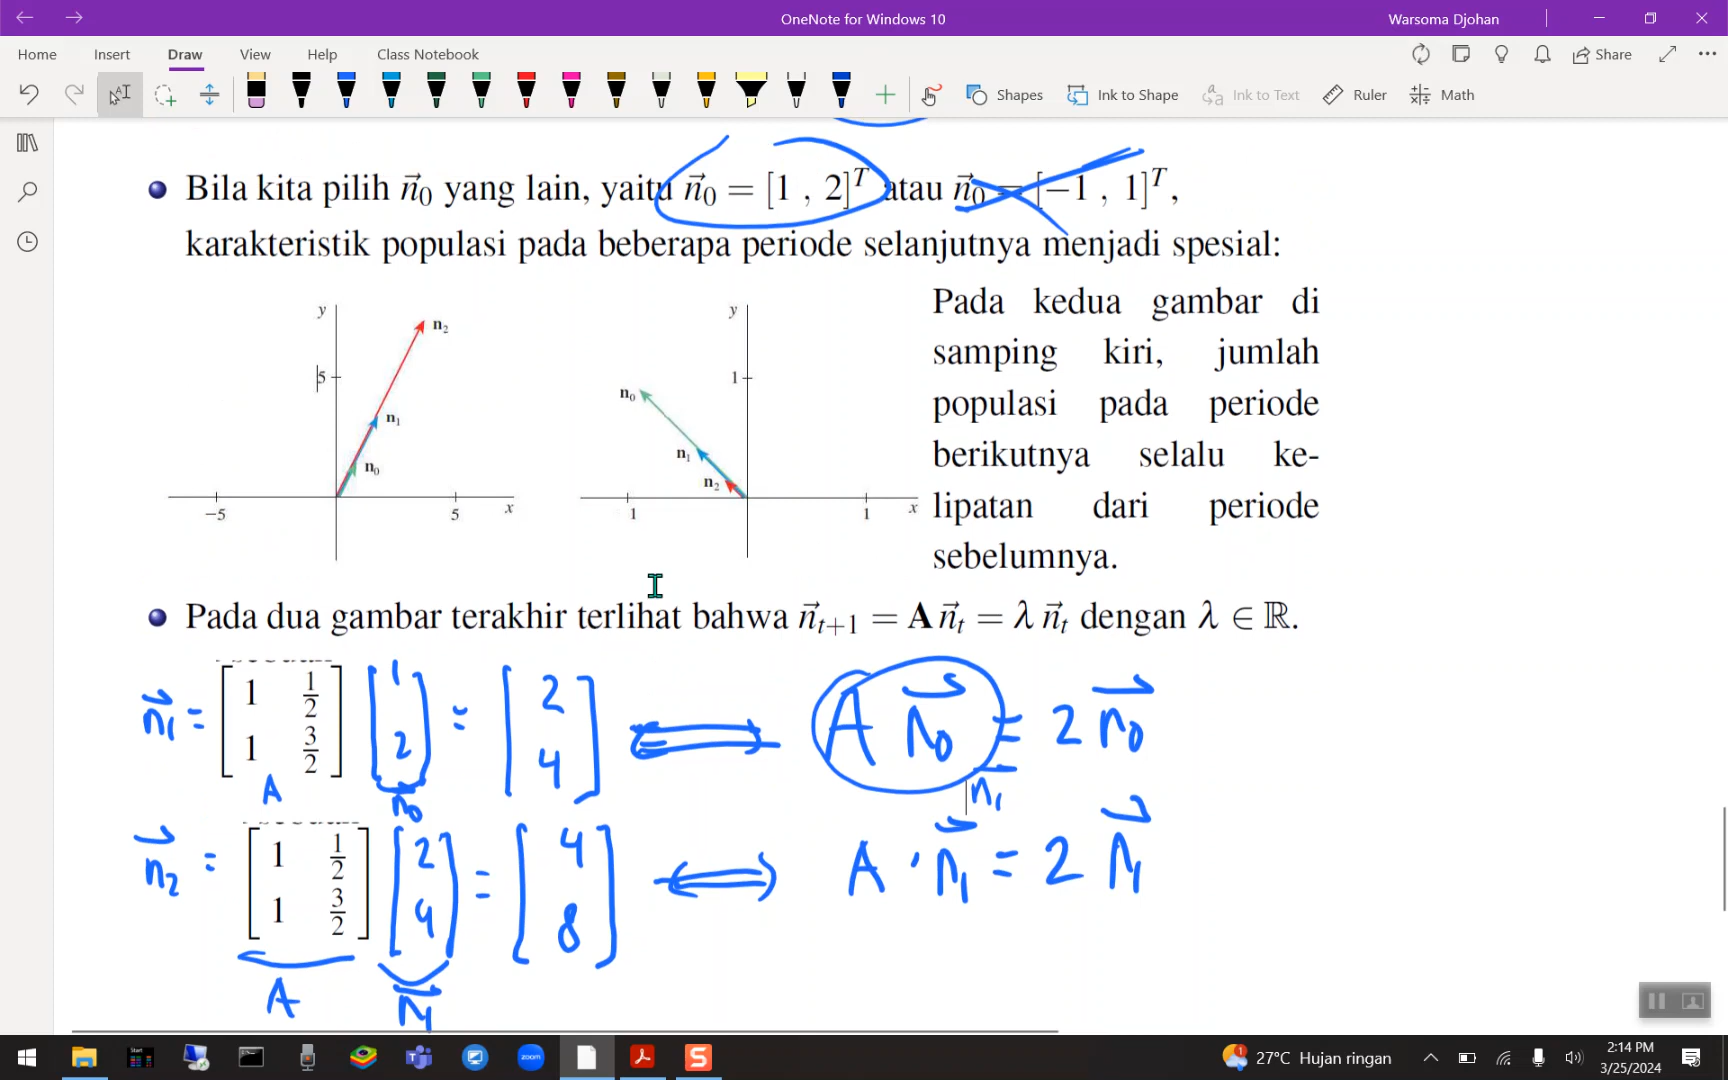 OneNote for Windows 10
Warsoma Djohan
Home Insert Draw View Help Class Notebook
Share
Shapes Ink to Shape Ink to Text Ruler Math
Bila kita pilih n⃗₀ yang lain, yaitu n⃗₀ = [1 , 2]ᵀ atau n⃗₀ = [−1 , 1]ᵀ,
karakteristik populasi pada beberapa periode selanjutnya menjadi spesial:
y
n₂
5
n₁
n₀
−5 5 x
y
1
n₀
n₁
n₂
1 1 x
Pada kedua gambar di
samping kiri, jumlah
populasi pada periode
berikutnya selalu ke-
lipatan dari periode
sebelumnya.
Pada dua gambar terakhir terlihat bahwa n⃗ₜ₊₁ = A n⃗ₜ = λ n⃗ₜ dengan λ ∈ ℝ.
n⃗₁ = [1 1/2; 1 3/2] [1; 2] = [2; 4] ⟺ A n⃗₀ = 2 n⃗₀
A n⃗₀ n⃗₁
n⃗₂ = [1 1/2; 1 3/2] [2; 4] = [4; 8] ⟺ A · n⃗₁ = 2 n⃗₁
A n⃗₁
27°C Hujan ringan
2:14 PM
3/25/2024
zoom
Start